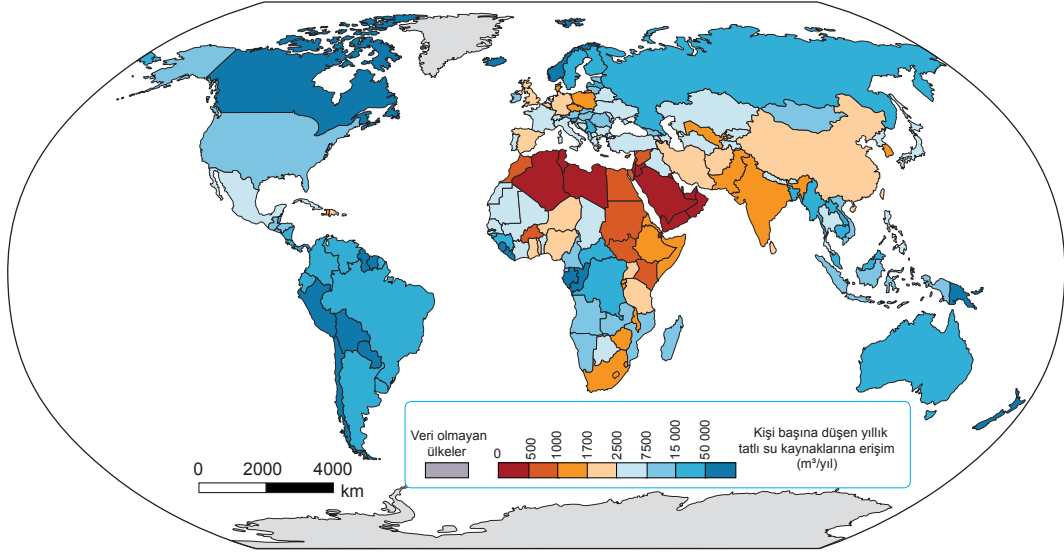 Veri olmayan
ülkeler
0
500
1000
1700
2500
7500
15 000
50 000
Kişi başına düşen yıllık
tatlı su kaynaklarına erişim
(m³/yıl)
0 2000 4000
km